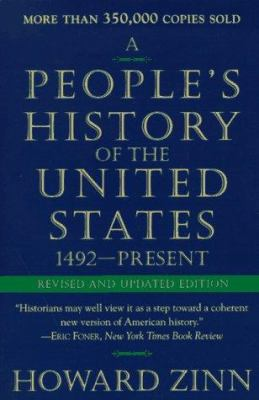 MORE THAN 350,000 COPIES SOLD
A
PEOPLE'S
HISTORY
OF THE
UNITED
STATES
1492—PRESENT
REVISED AND UPDATED EDITION
"Historians may well view it as a step toward a coherent
new version of American history."
—ERIC FONER, New York Times Book Review
HOWARD ZINN